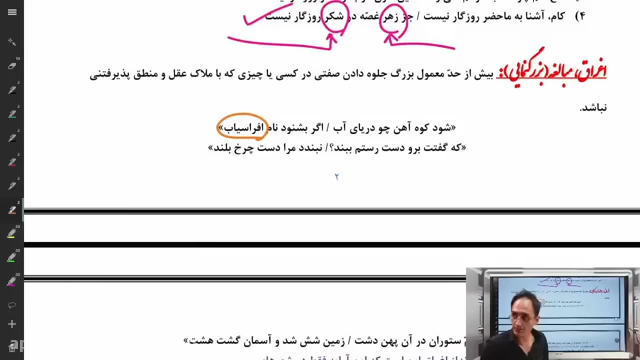 ۴) کام، آشنا به ماحضر روزگار نیست / جز زهر غصّه در شکر روزگار نیست
اغراق، مبالغه (بزرگنمایی): بیش از حدّ معمول بزرگ جلوه دادن صفتی در کسی یا چیزی که با ملاک عقل و منطق پذیرفتنی
نباشد.
«شود کوه آهن چو دریای آب / اگر بشنود نام افراسیاب»
«که گفتت برو دست رستم ببند؟/ نبندد مرا دست چرخ بلند»
۲
ستوران در آن پهن دشت / زمین شش شد و آسمان گشت هشت»